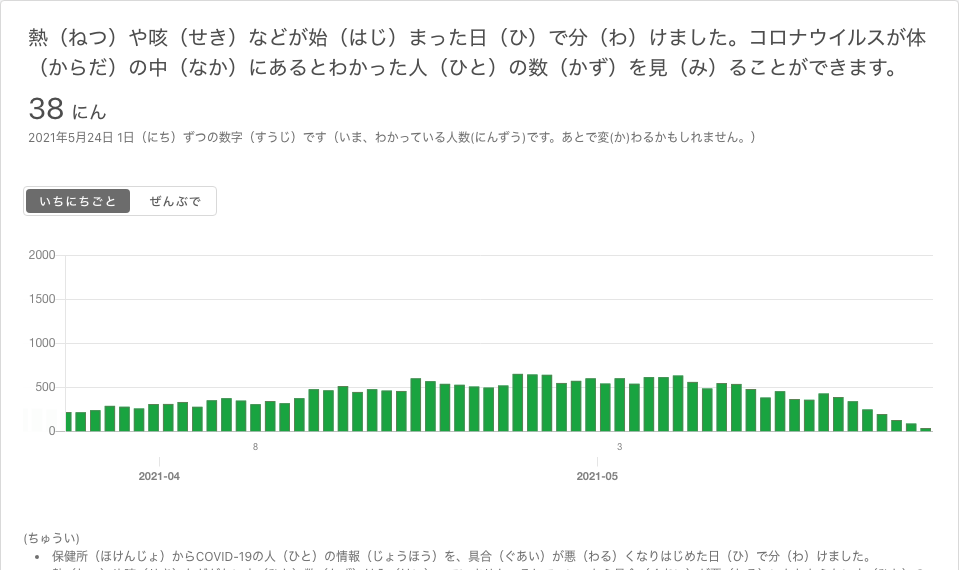 熱（ねつ）や咳（せき）などが始（はじ）まった日（ひ）で分（わ）けました。コロナウイルスが体
（からだ）の中（なか）にあるとわかった人（ひと）の数（かず）を見（み）ることができます。
38 にん
2021年5月24日 1日（にち）ずつの数字（すうじ）です（いま、わかっている人数(にんずう)です。あとで変(か)わるかもしれません。）
いちにちごと ぜんぶで
2000
1500
1000
500
0
8 3
2021-04 2021-05
(ちゅうい)
• 保健所（ほけんじょ）からCOVID-19の人（ひと）の情報（じょうほう）を、具合（ぐあい）が悪（わる）くなりはじめた日（ひ）で分（わ）けました。